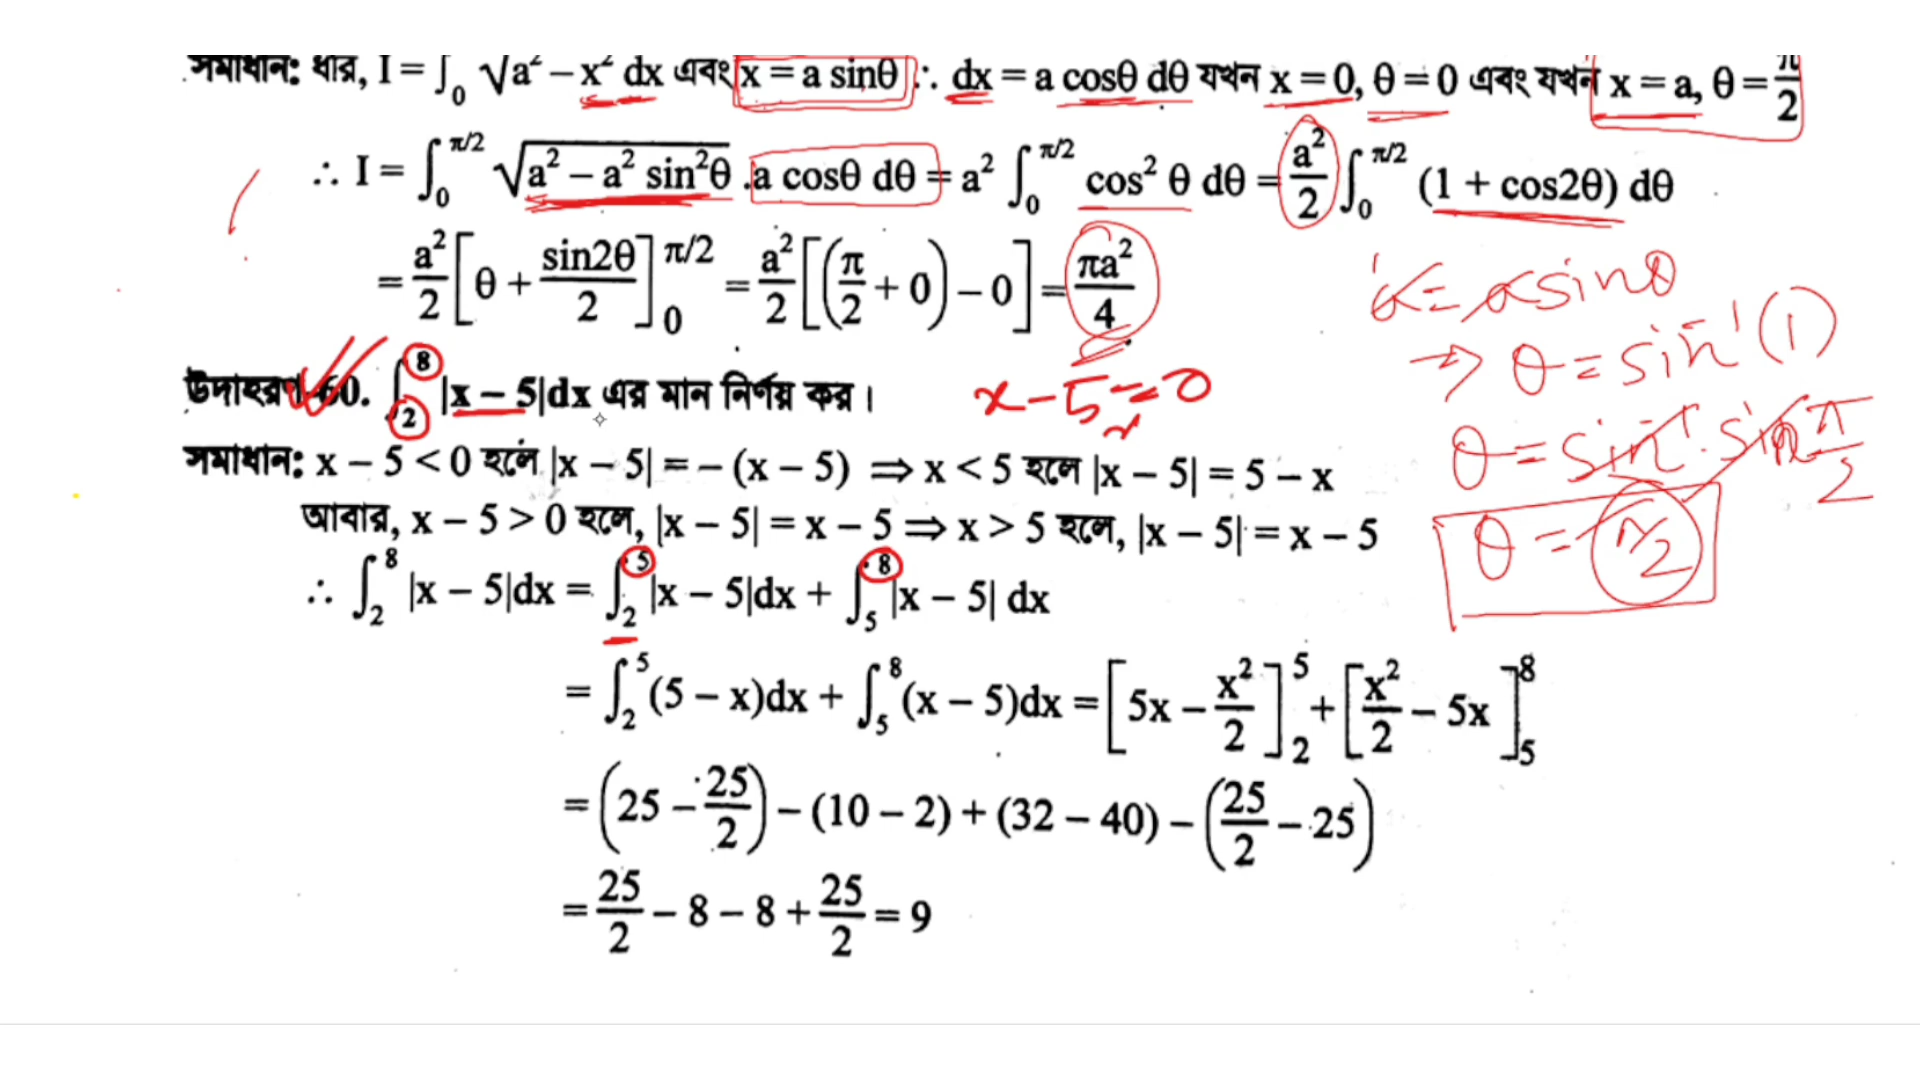 সমাধান: ধরি, I = ∫₀ √a² – x² dx এবং x = a sinθ ∴ dx = a cosθ dθ যখন x = 0, θ = 0 এবং যখন x = a, θ = π/2
∴ I = ∫₀^(π/2) √(a² – a² sin²θ) .a cosθ dθ = a² ∫₀^(π/2) cos² θ dθ = a²/2 ∫₀^(π/2) (1 + cos2θ) dθ
= a²/2 [θ + sin2θ/2]₀^(π/2) = a²/2 [(π/2 + 0) – 0] = πa²/4
a = a sinθ
⇒ θ = sin⁻¹(1)
θ = sin⁻¹. sin π/2
θ = π/2
উদাহরণ-60. ∫₂⁸ |x – 5|dx এর মান নির্ণয় কর।
x – 5 = 0
সমাধান: x – 5 < 0 হলে |x – 5| = – (x – 5) ⇒ x < 5 হলে |x – 5| = 5 – x
আবার, x – 5 > 0 হলে, |x – 5| = x – 5 ⇒ x > 5 হলে, |x – 5| = x – 5
∴ ∫₂⁸ |x – 5|dx = ∫₂⁵ |x – 5|dx + ∫₅⁸ |x – 5| dx
= ∫₂⁵ (5 – x)dx + ∫₅⁸ (x – 5)dx = [5x – x²/2]₂⁵ + [x²/2 – 5x]₅⁸
= (25 – 25/2) – (10 – 2) + (32 – 40) – (25/2 – 25)
= 25/2 – 8 – 8 + 25/2 = 9